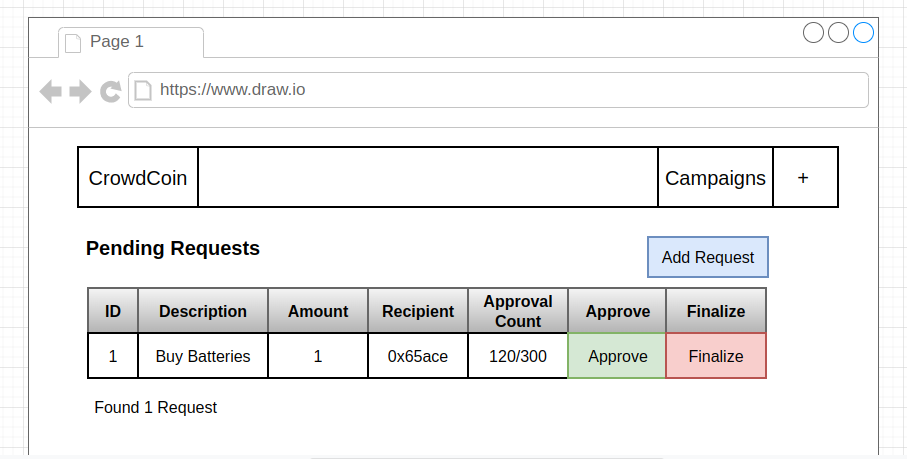 Page 1
https://www.draw.io
CrowdCoin Campaigns +
Pending Requests
Add Request
ID Description Amount Recipient Approval Count Approve Finalize
1 Buy Batteries 1 0x65ace 120/300 Approve Finalize
Found 1 Request